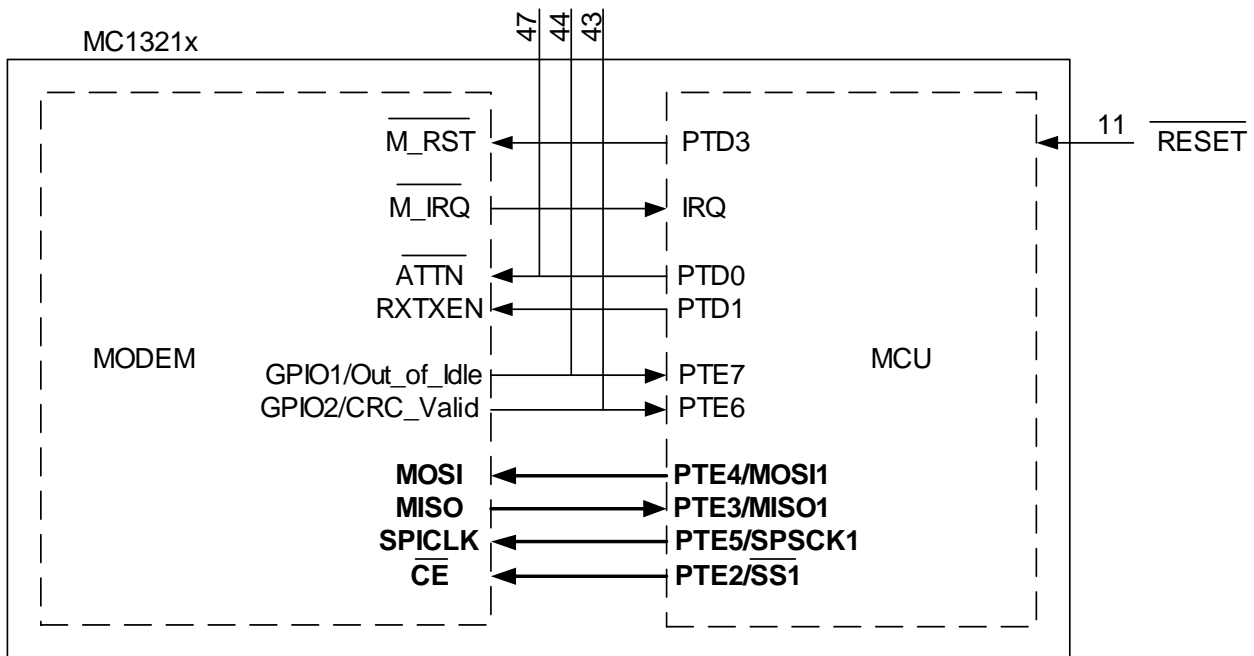 47 44 43
MC1321x
M_RST PTD3 11 RESET
M_IRQ IRQ
ATTN PTD0
RXTXEN PTD1
MODEM MCU
GPIO1/Out_of_Idle PTE7
GPIO2/CRC_Valid PTE6
MOSI PTE4/MOSI1
MISO PTE3/MISO1
SPICLK PTE5/SPSCK1
CE PTE2/SS1